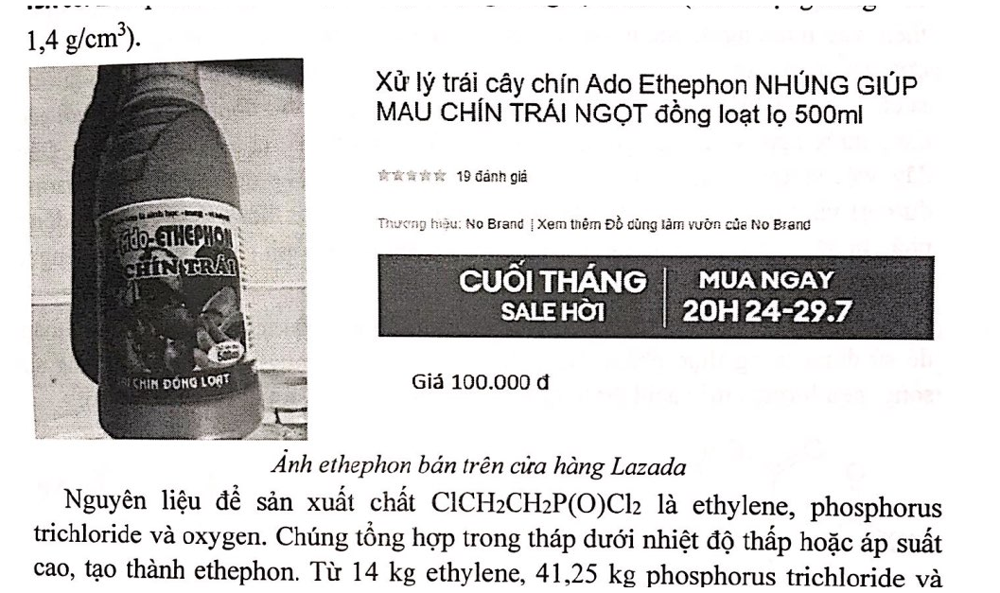 1,4 g/cm³).
Xử lý trái cây chín Ado Ethephon NHÚNG GIÚP
MAU CHÍN TRÁI NGỌT đồng loạt lọ 500ml
19 đánh giá
Thương hiệu: No Brand | Xem thêm Đồ dùng làm vườn của No Brand
CUỐI THÁNG
SALE HỜI
MUA NGAY
20H 24-29.7
Ado-ETHEPHON
CHÍN TRÁI
500ml
CHÍN ĐỒNG LOẠT
Giá 100.000 đ
Ảnh ethephon bán trên cửa hàng Lazada
Nguyên liệu để sản xuất chất ClCH₂CH₂P(O)Cl₂ là ethylene, phosphorus
trichloride và oxygen. Chúng tổng hợp trong tháp dưới nhiệt độ thấp hoặc áp suất
cao, tạo thành ethephon. Từ 14 kg ethylene, 41,25 kg phosphorus trichloride và